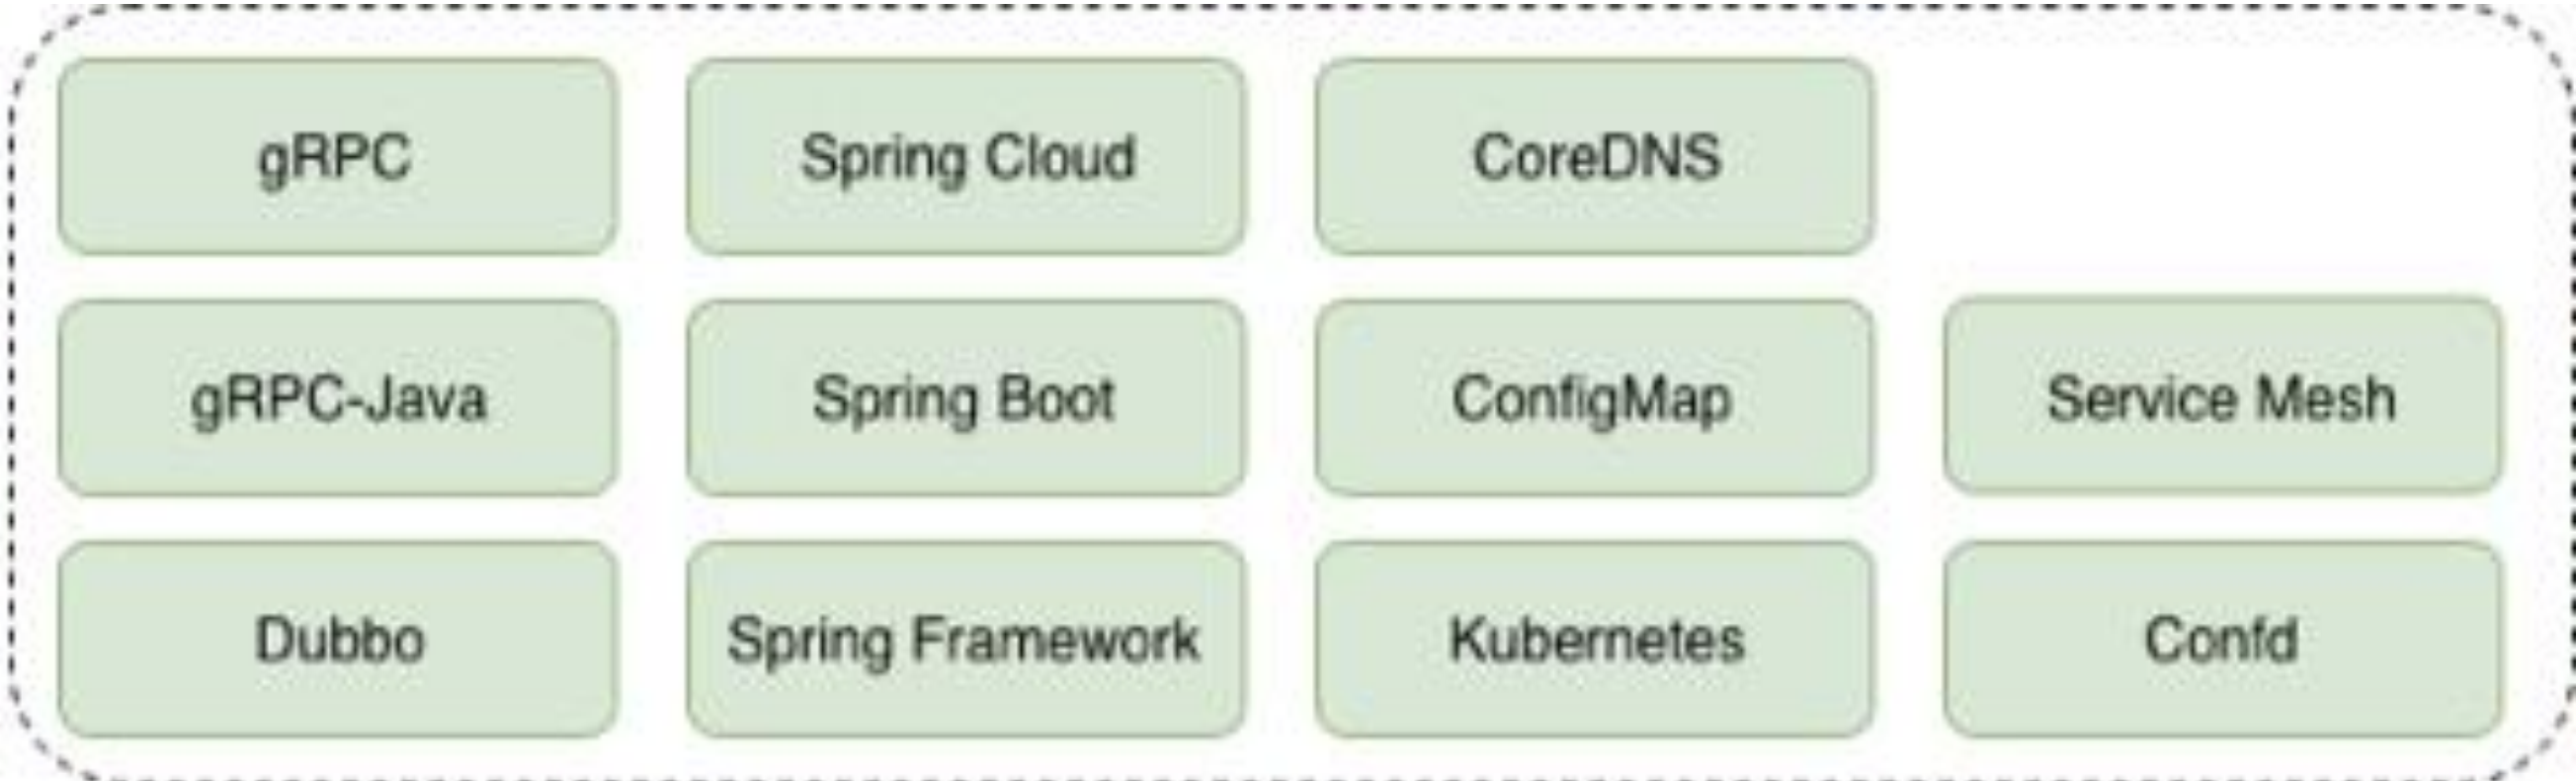 gRPC
Spring Cloud
CoreDNS
gRPC-Java
Spring Boot
ConfigMap
Service Mesh
Dubbo
Spring Framework
Kubernetes
Confd